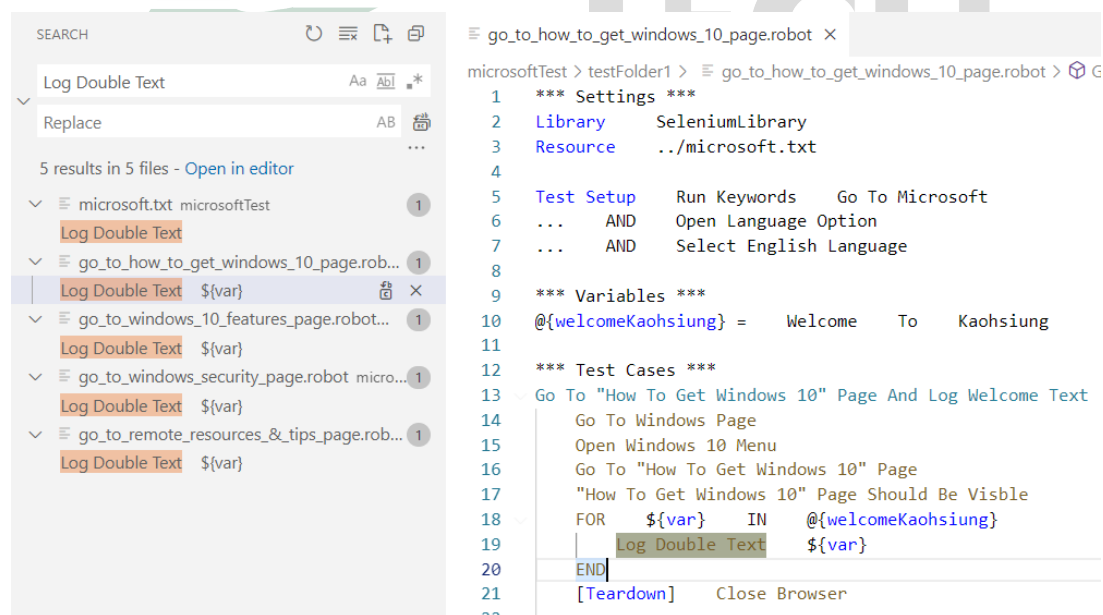 SEARCH
Log Double Text
Aa Abl .*
Replace
AB
5 results in 5 files - Open in editor
microsoft.txt microsoftTest 1
Log Double Text
go_to_how_to_get_windows_10_page.rob... 1
Log Double Text ${var}
go_to_windows_10_features_page.robot... 1
Log Double Text ${var}
go_to_windows_security_page.robot micro... 1
Log Double Text ${var}
go_to_remote_resources_&_tips_page.rob... 1
Log Double Text ${var}
go_to_how_to_get_windows_10_page.robot ×
microsoftTest > testFolder1 > go_to_how_to_get_windows_10_page.robot > G
1 *** Settings ***
2 Library SeleniumLibrary
3 Resource ../microsoft.txt
4
5 Test Setup Run Keywords Go To Microsoft
6 ... AND Open Language Option
7 ... AND Select English Language
8
9 *** Variables ***
10 @{welcomeKaohsiung} = Welcome To Kaohsiung
11
12 *** Test Cases ***
13 Go To "How To Get Windows 10" Page And Log Welcome Text
14 Go To Windows Page
15 Open Windows 10 Menu
16 Go To "How To Get Windows 10" Page
17 "How To Get Windows 10" Page Should Be Visble
18 FOR ${var} IN @{welcomeKaohsiung}
19 Log Double Text ${var}
20 END
21 [Teardown] Close Browser